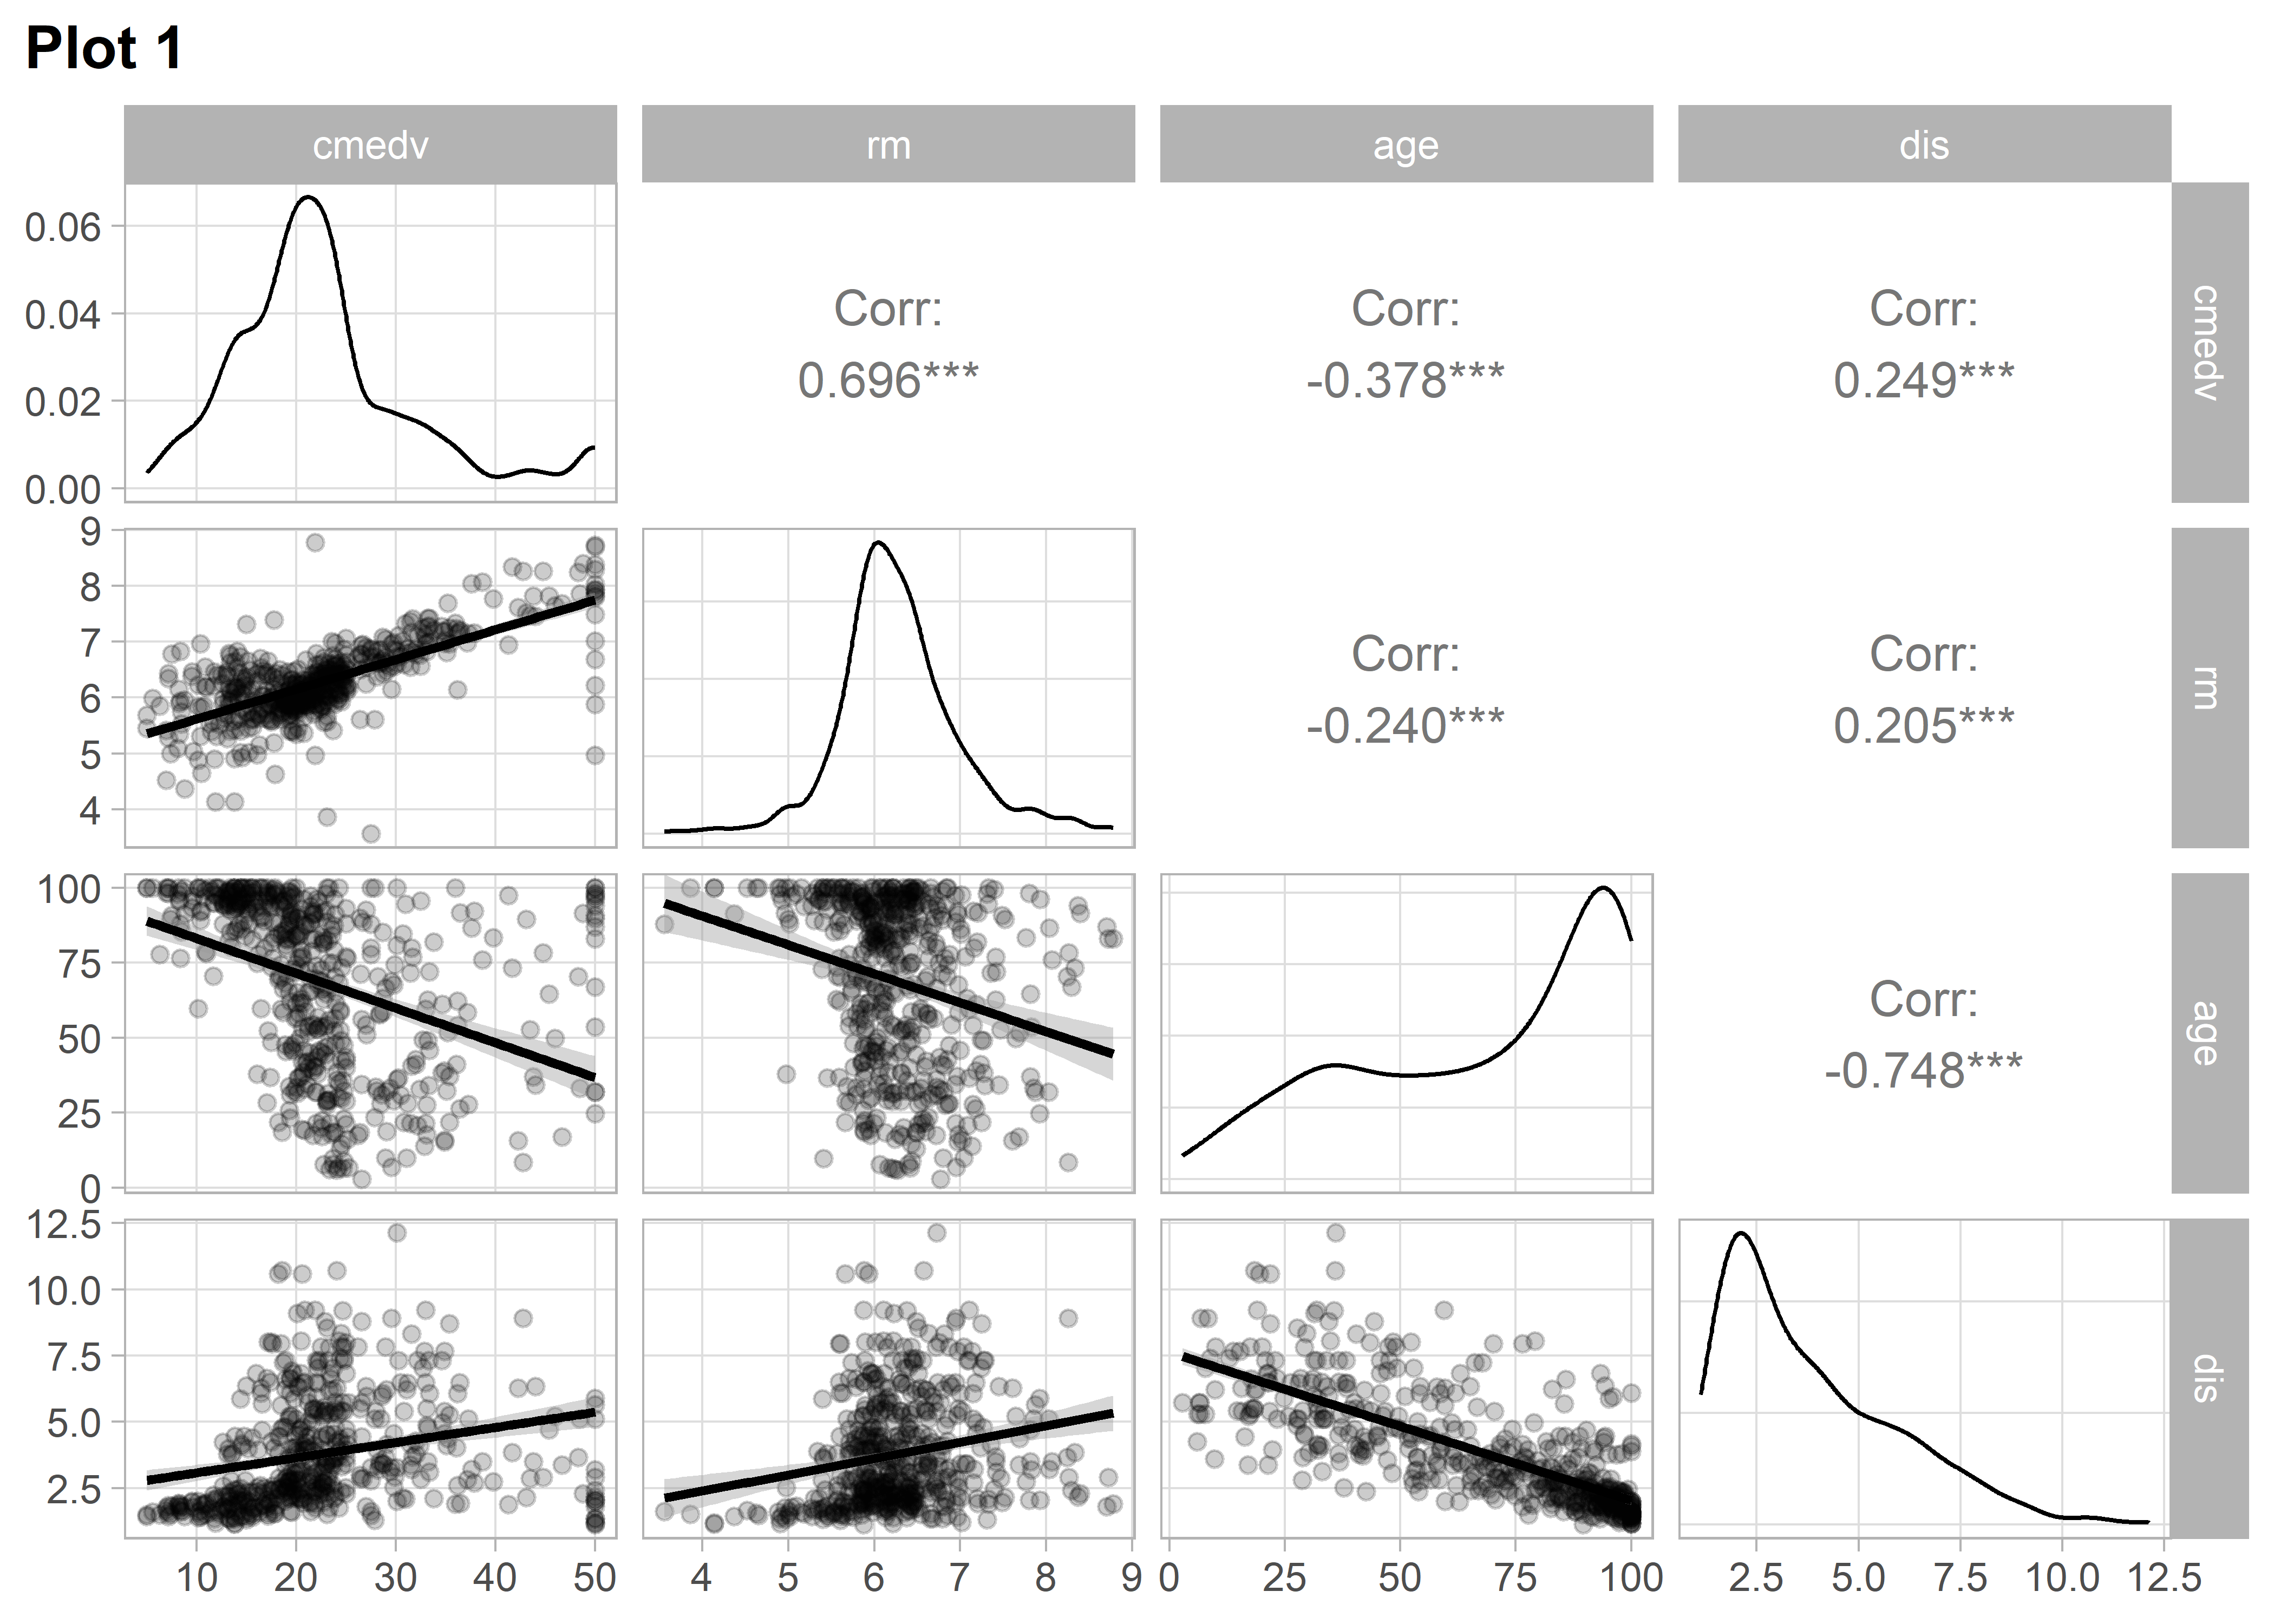 Plot 1
cmedv rm age dis
0.06
0.04
0.02
0.00
Corr:
0.696***
Corr:
-0.378***
Corr:
0.249***
cmedv
9
8
7
6
5
4
Corr:
-0.240***
Corr:
0.205***
rm
100
75
50
25
0
Corr:
-0.748***
age
12.5
10.0
7.5
5.0
2.5
dis
10 20 30 40 50 4 5 6 7 8 9 0 25 50 75 100 2.5 5.0 7.5 10.0 12.5